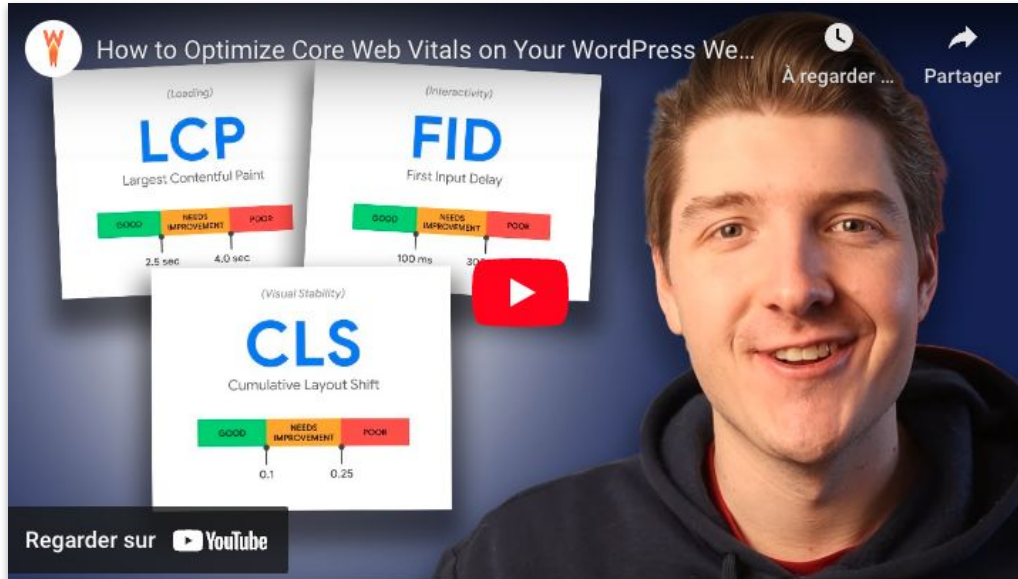 How to Optimize Core Web Vitals on Your WordPress We...
À regarder ...
Partager
(Loading)
LCP
Largest Contentful Paint
GOOD
NEEDS
IMPROVEMENT
POOR
2.5 sec
4.0 sec
(Interactivity)
FID
First Input Delay
GOOD
NEEDS
IMPROVEMENT
POOR
100 ms
(Visual Stability)
CLS
Cumulative Layout Shift
GOOD
NEEDS
IMPROVEMENT
POOR
0.1
0.25
Regarder sur YouTube